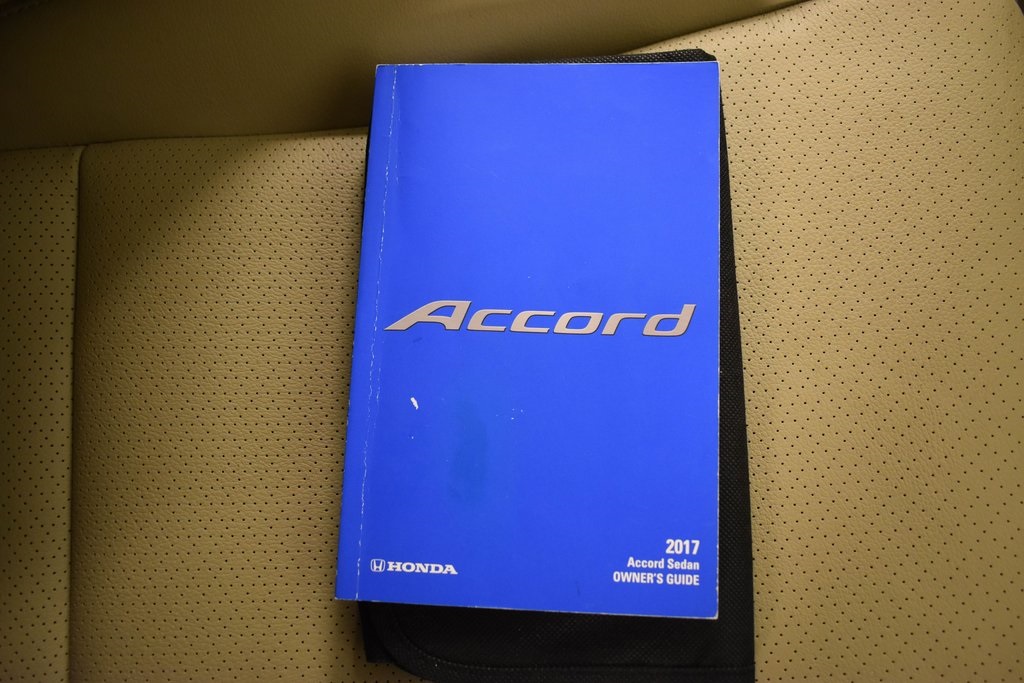 Accord
2017
Accord Sedan
OWNER'S GUIDE
HONDA